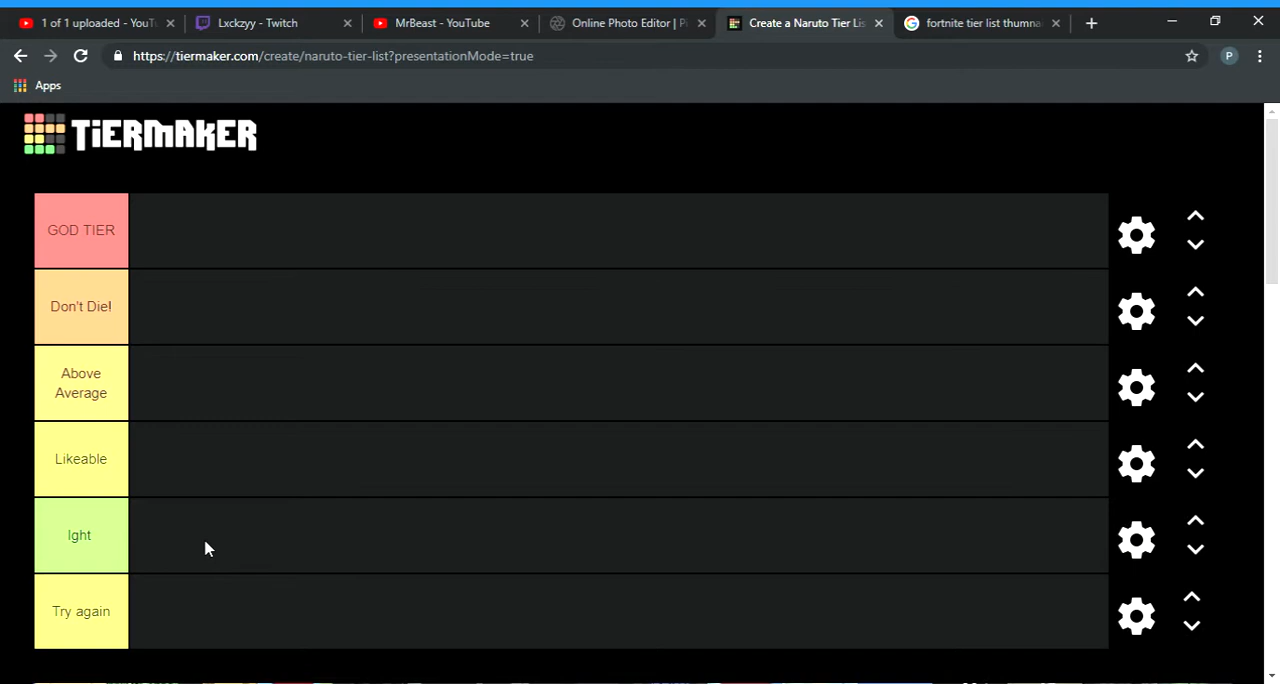 1 of 1 uploaded - YouT
Lxckzyy - Twitch
MrBeast - YouTube
Online Photo Editor | Pi
Create a Naruto Tier Lis
fortnite tier list thumna
https://tiermaker.com/create/naruto-tier-list?presentationMode=true
P
Apps
TIERMAKER
GOD TIER
Don't Die!
Above
Average
Likeable
Ight
Try again